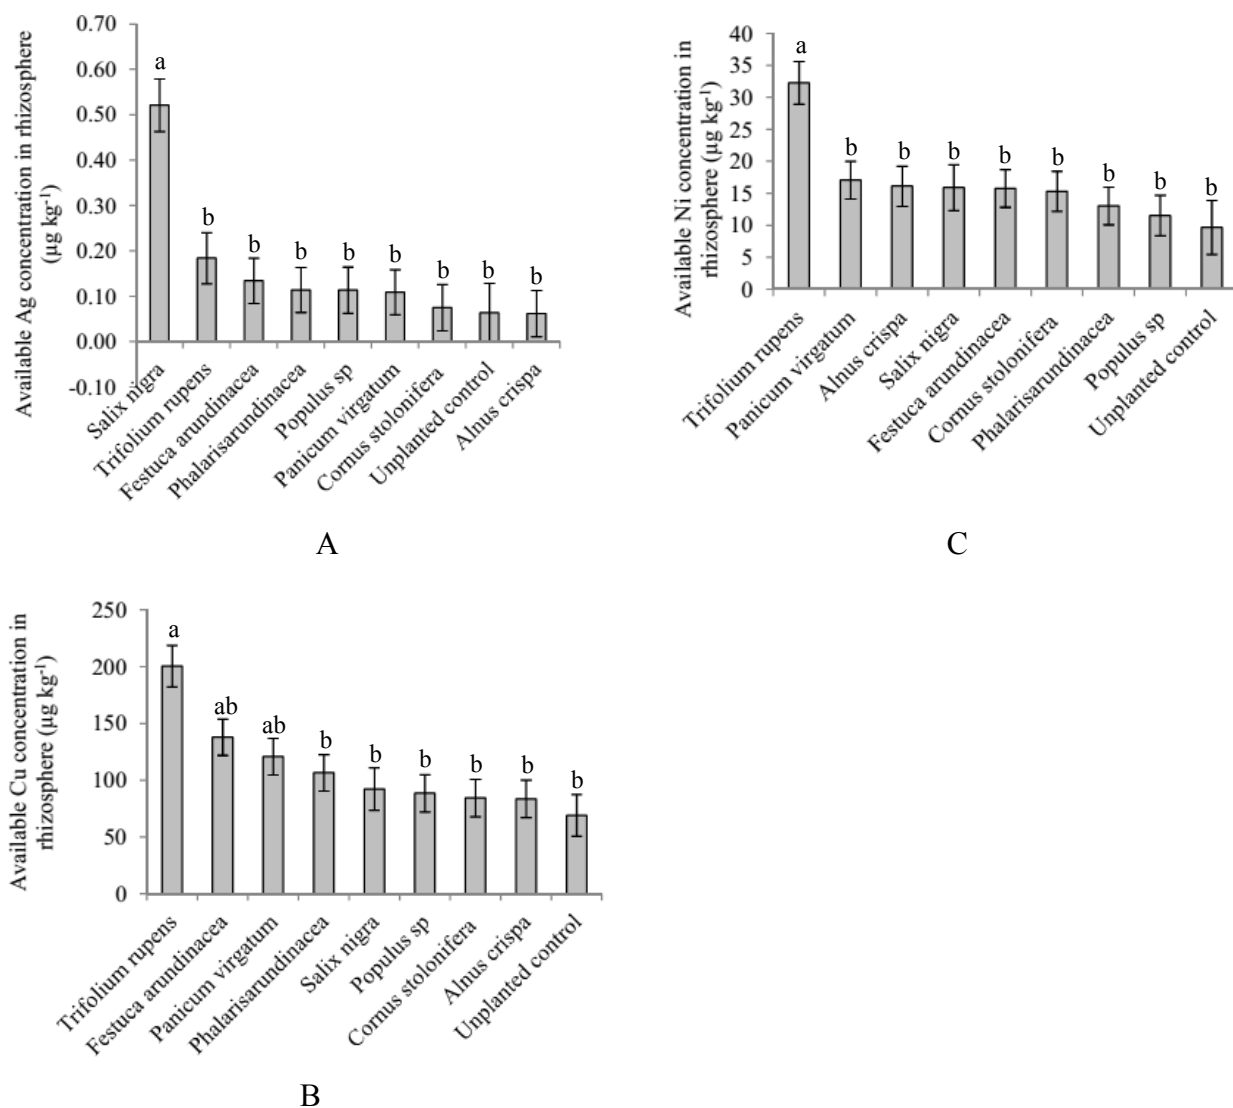 Available Ag concentration in rhizosphere
(µg kg-1)
0.70
0.60
0.50
0.40
0.30
0.20
0.10
0.00
-0.10
a
b
b
b
b
b
b
b
b
Salix nigra
Trifolium rupens
Festuca arundinacea
Phalarisarundinacea
Populus sp
Panicum virgatum
Cornus stolonifera
Unplanted control
Alnus crispa
A
Available Ni concentration in
rhizosphere (µg kg-1)
40
35
30
25
20
15
10
5
0
a
b
b
b
b
b
b
b
b
Trifolium rupens
Panicum virgatum
Alnus crispa
Salix nigra
Festuca arundinacea
Cornus stolonifera
Phalarisarundinacea
Populus sp
Unplanted control
C
Available Cu concentration in
rhizosphere (µg kg-1)
250
200
150
100
50
0
a
ab
ab
b
b
b
b
b
b
Trifolium rupens
Festuca arundinacea
Panicum virgatum
Phalarisarundinacea
Salix nigra
Populus sp
Cornus stolonifera
Alnus crispa
Unplanted control
B